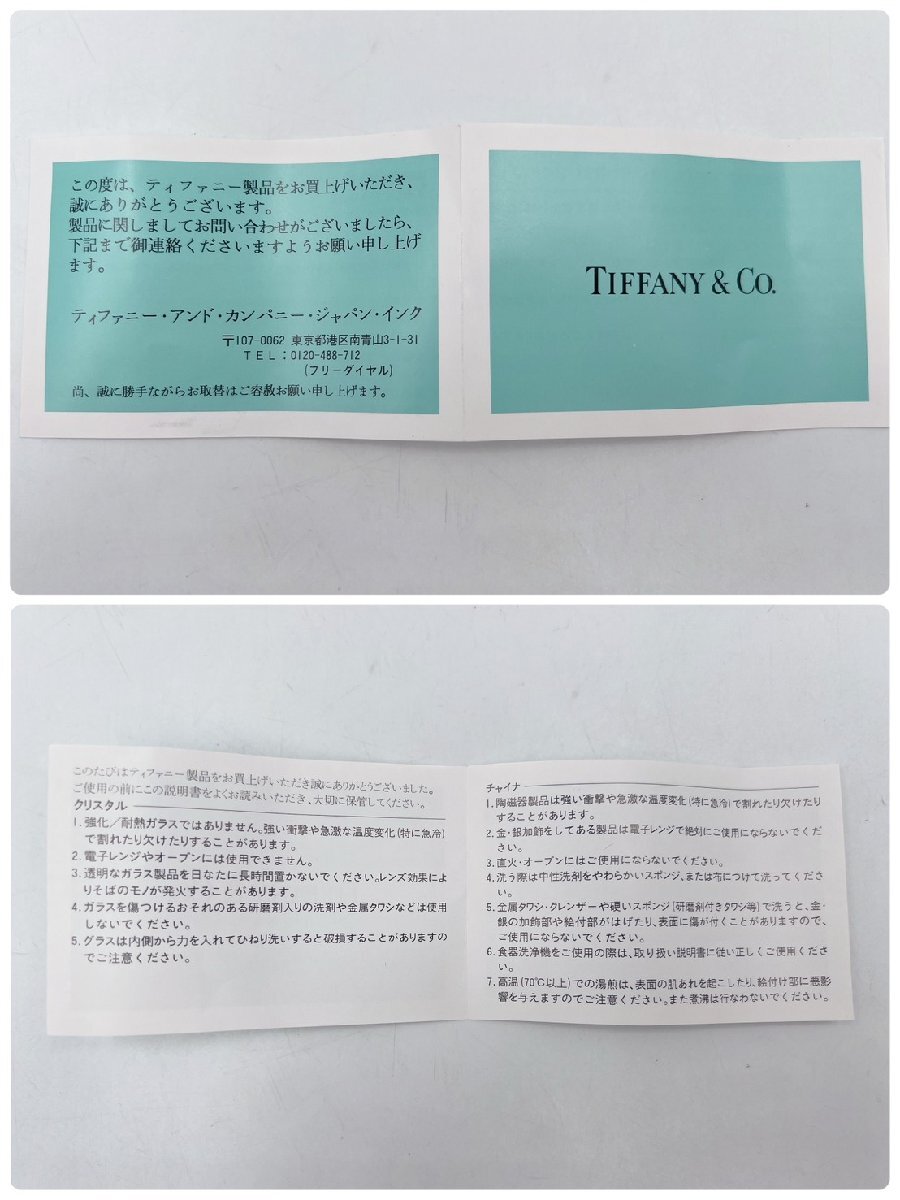 この度は、ティファニー製品をお買上げいただき、
誠にありがとうございます。
製品に関しましてお問い合わせがございましたら、
下記まで御連絡くださいますようお願い申し上げ
ます。
ティファニー・アンド・カンパニー・ジャパン・インク
〒107-0062 東京都港区南青山3-1-31
TEL:0120-488-712
(フリーダイヤル)
尚、誠に勝手ながらお取替はご容赦お願い申し上げます。
TIFFANY & CO.
このたびはティファニー製品をお買上げいただき誠にありがとうございました。
ご使用の前にこの説明書をよくお読みいただき、大切に保管してください。
クリスタル
1. 強化/耐熱ガラスではありません。強い衝撃や急激な温度変化(特に急冷)
で割れたり欠けたりすることがあります。
2. 電子レンジやオーブンには使用できません。
3. 透明なガラス製品を日なたに長時間置かないでください。レンズ効果によ
りそばのモノが発火することがあります。
4. ガラスを傷つけるおそれのある研磨剤入りの洗剤や金属タワシなどは使用
しないでください。
5. グラスは内側から力を入れてひねり洗いすると破損することがありますの
でご注意ください。
チャイナ
1. 陶磁器製品は強い衝撃や急激な温度変化(特に急冷)で割れたり欠けたり
することがあります。
2. 金・銀加飾をしてある製品は電子レンジで絶対にご使用にならないでくだ
さい。
3. 直火・オーブンにはご使用にならないでください。
4. 洗う際は中性洗剤をやわらかいスポンジ、または布につけて洗ってくださ
い。
5. 金属タワシ・クレンザーや硬いスポンジ[研磨剤付きタワシ等]で洗うと、金・
銀の加飾部や絵付部がはげたり、表面に傷が付くことがありますので、
ご使用にならないでください。
6. 食器洗浄機をご使用の際は、取り扱い説明書に従い正しくご使用くださ
い。
7. 高温(70℃以上)での湯煎は、表面の肌あれを起こしたり、絵付け部に悪影
響を与えますのでご注意ください。また煮沸は行なわないでください。